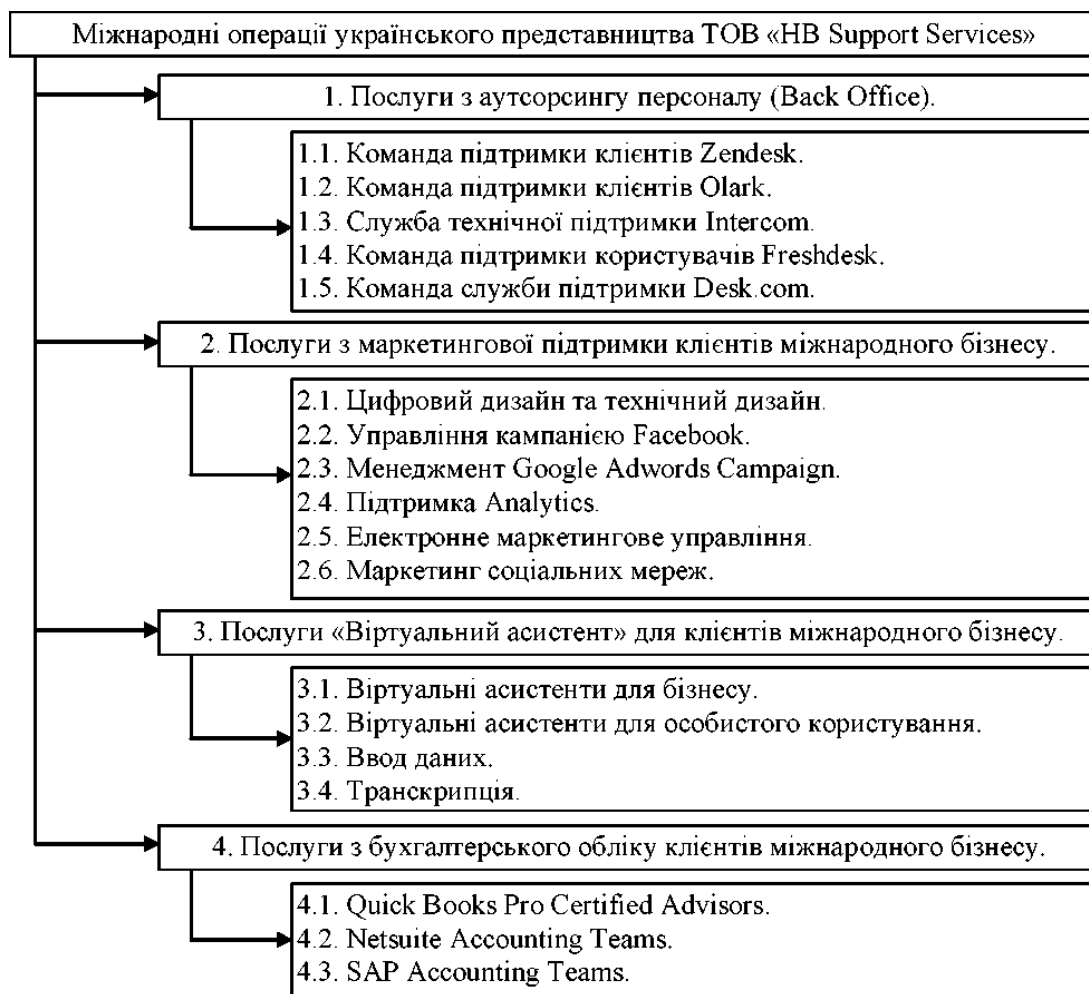 Міжнародні операції українського представництва ТОВ «HB Support Services»
1. Послуги з аутсорсингу персоналу (Back Office).
1.1. Команда підтримки клієнтів Zendesk.
1.2. Команда підтримки клієнтів Olark.
1.3. Служба технічної підтримки Intercom.
1.4. Команда підтримки користувачів Freshdesk.
1.5. Команда служби підтримки Desk.com.
2. Послуги з маркетингової підтримки клієнтів міжнародного бізнесу.
2.1. Цифровий дизайн та технічний дизайн.
2.2. Управління кампанією Facebook.
2.3. Менеджмент Google Adwords Campaign.
2.4. Підтримка Analytics.
2.5. Електронне маркетингове управління.
2.6. Маркетинг соціальних мереж.
3. Послуги «Віртуальний асистент» для клієнтів міжнародного бізнесу.
3.1. Віртуальні асистенти для бізнесу.
3.2. Віртуальні асистенти для особистого користування.
3.3. Ввод даних.
3.4. Транскрипція.
4. Послуги з бухгалтерського обліку клієнтів міжнародного бізнесу.
4.1. Quick Books Pro Certified Advisors.
4.2. Netsuite Accounting Teams.
4.3. SAP Accounting Teams.